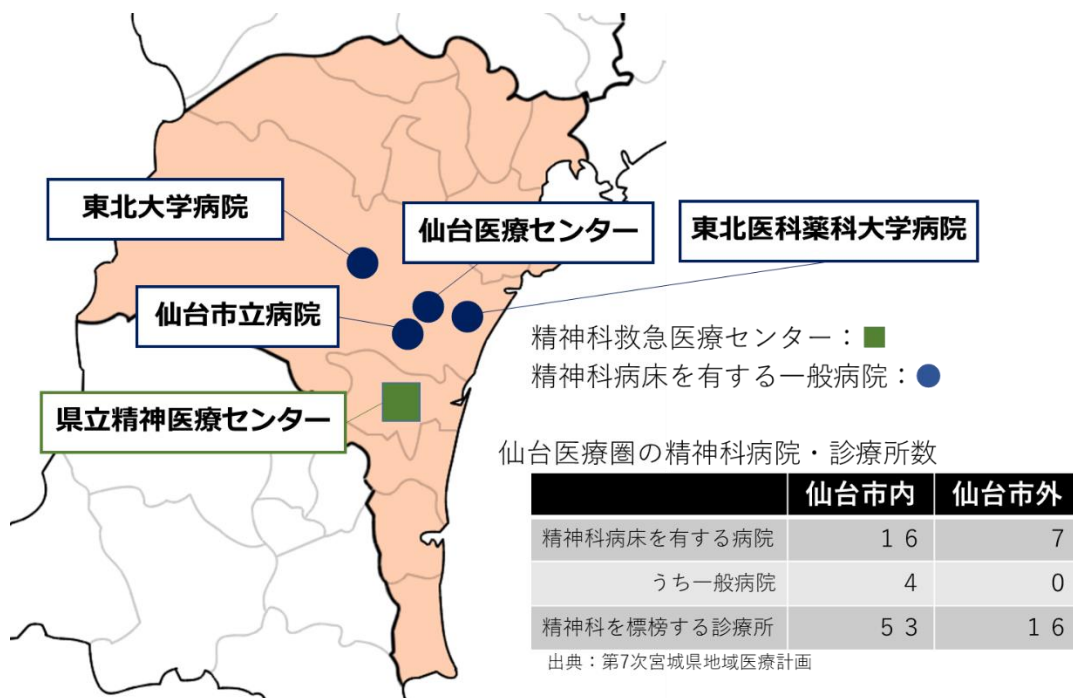 東北大学病院
仙台医療センター
東北医科薬科大学病院
仙台市立病院
精神科救急医療センター：■
精神科病床を有する一般病院：●
県立精神医療センター
仙台医療圏の精神科病院・診療所数
仙台市内 仙台市外
精神科病床を有する病院 １６ 7
うち一般病院 4 0
精神科を標榜する診療所 ５３ １６
出典：第7次宮城県地域医療計画